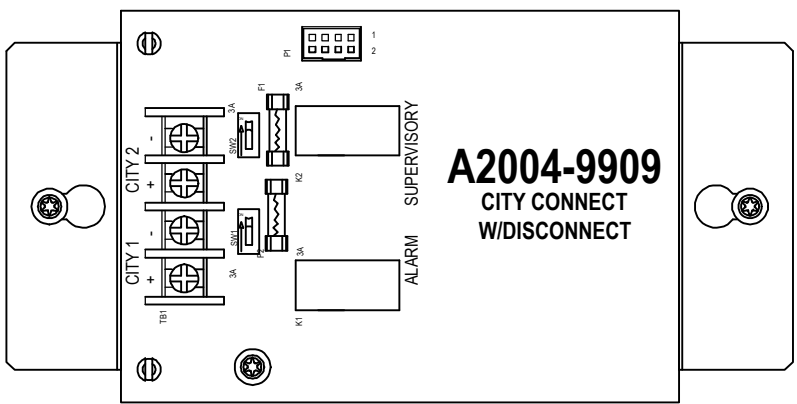 P1
1
2
3A
F1
3A
SW2
K2
SUPERVISORY
CITY 2
-
+
-
+
CITY 1
A2004-9909
CITY CONNECT
W/DISCONNECT
SW1
F2
3A
3A
ALARM
TB1
K1